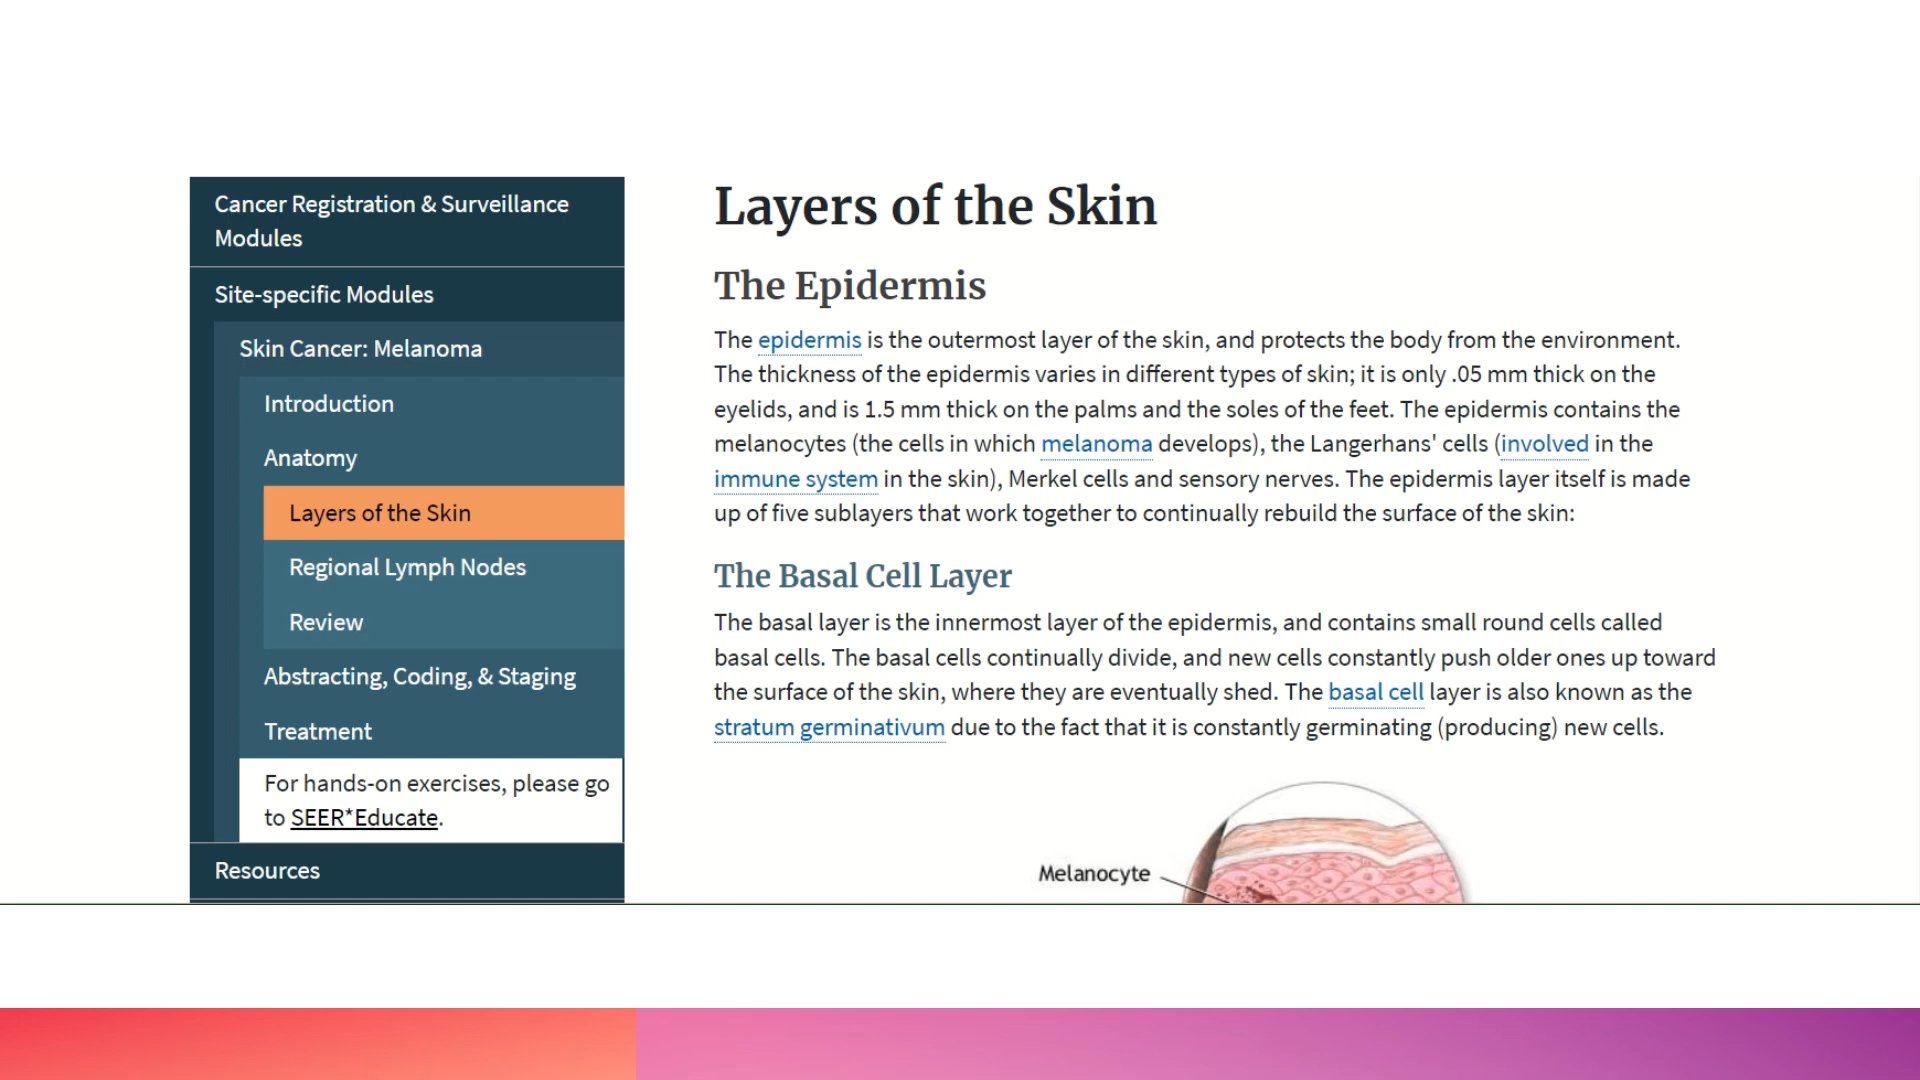 Cancer Registration & Surveillance
Modules
Site-specific Modules
Skin Cancer: Melanoma
Introduction
Anatomy
Layers of the Skin
Regional Lymph Nodes
Review
Abstracting, Coding, & Staging
Treatment
For hands-on exercises, please go
to SEER*Educate.
Resources
Layers of the Skin
The Epidermis
The epidermis is the outermost layer of the skin, and protects the body from the environment.
The thickness of the epidermis varies in different types of skin; it is only .05 mm thick on the
eyelids, and is 1.5 mm thick on the palms and the soles of the feet. The epidermis contains the
melanocytes (the cells in which melanoma develops), the Langerhans' cells (involved in the
immune system in the skin), Merkel cells and sensory nerves. The epidermis layer itself is made
up of five sublayers that work together to continually rebuild the surface of the skin:
The Basal Cell Layer
The basal layer is the innermost layer of the epidermis, and contains small round cells called
basal cells. The basal cells continually divide, and new cells constantly push older ones up toward
the surface of the skin, where they are eventually shed. The basal cell layer is also known as the
stratum germinativum due to the fact that it is constantly germinating (producing) new cells.
Melanocyte